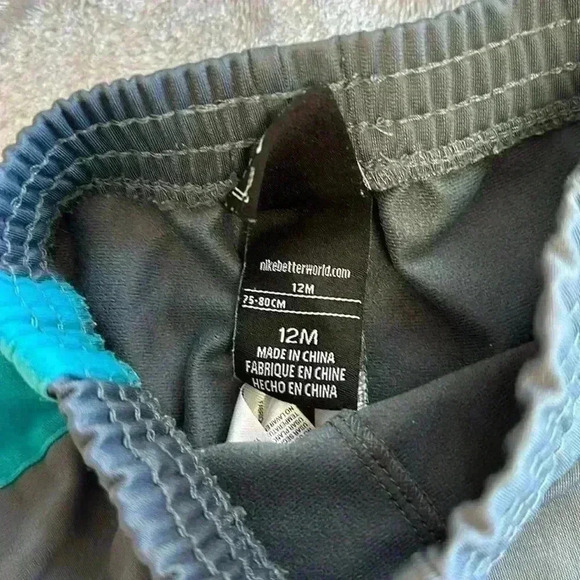 nikebetterworld.com
12M
75-80CM
12M
MADE IN CHINA
FABRIQUE EN CHINE
HECHO EN CHINA